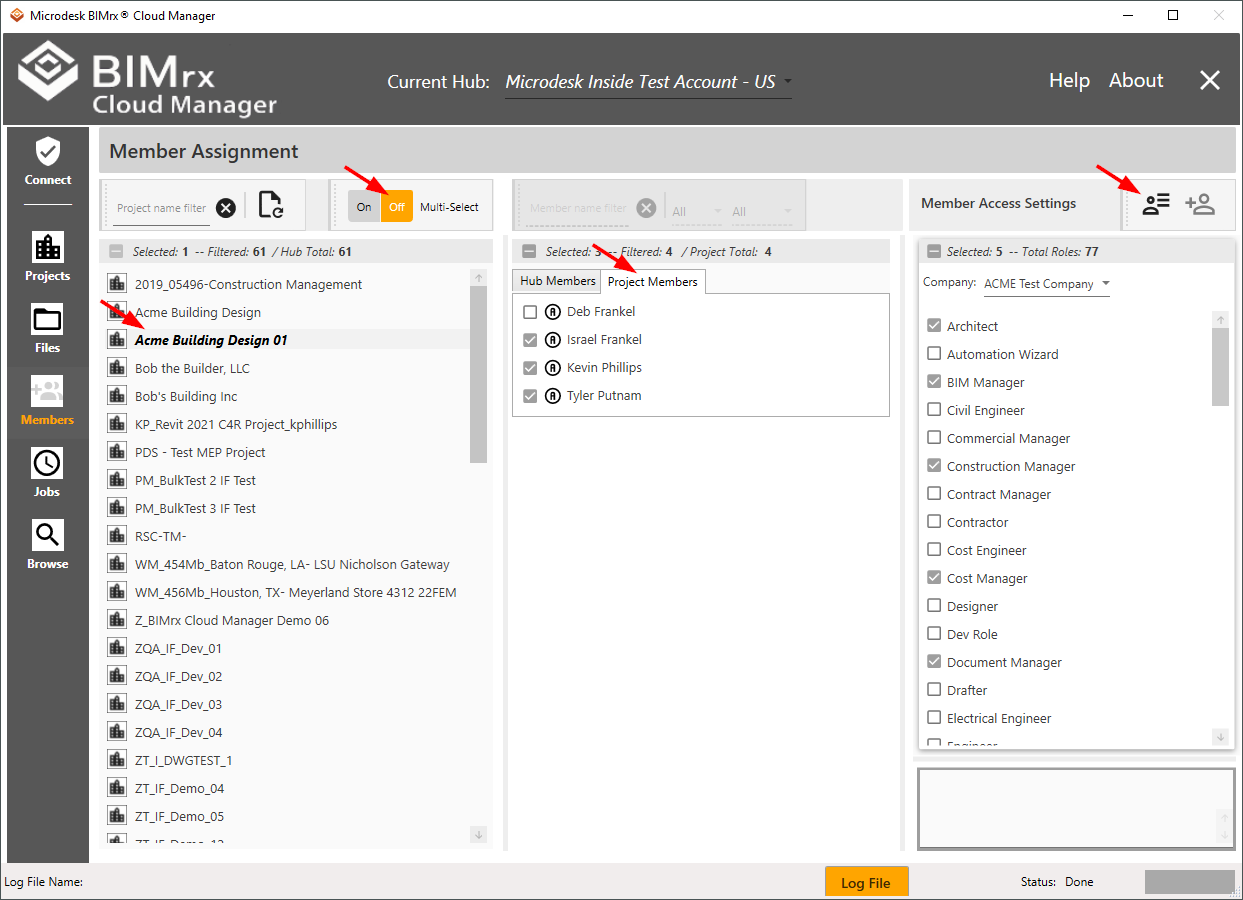 Microdesk BIMrx® Cloud Manager
BIMrx
Cloud Manager
Current Hub: Microdesk Inside Test Account - US
Help About
Connect
Projects
Files
Members
Jobs
Browse
Member Assignment
Project name filter
On Off Multi-Select
Member name filter All All
Member Access Settings
Selected: 1 -- Filtered: 61 / Hub Total: 61
2019_05496-Construction Management
Acme Building Design
Acme Building Design 01
Bob the Builder, LLC
Bob's Building Inc
KP_Revit 2021 C4R Project_kphillips
PDS - Test MEP Project
PM_BulkTest 2 IF Test
PM_BulkTest 3 IF Test
RSC-TM-
WM_454Mb_Baton Rouge, LA- LSU Nicholson Gateway
WM_456Mb_Houston, TX- Meyerland Store 4312 22FEM
Z_BIMrx Cloud Manager Demo 06
ZQA_IF_Dev_01
ZQA_IF_Dev_02
ZQA_IF_Dev_03
ZQA_IF_Dev_04
ZT_I_DWGTEST_1
ZT_IF_Demo_04
ZT_IF_Demo_05
Selected: 3 -- Filtered: 4 / Project Total: 4
Hub Members Project Members
Deb Frankel
Israel Frankel
Kevin Phillips
Tyler Putnam
Selected: 5 -- Total Roles: 77
Company: ACME Test Company
Architect
Automation Wizard
BIM Manager
Civil Engineer
Commercial Manager
Construction Manager
Contract Manager
Contractor
Cost Engineer
Cost Manager
Designer
Dev Role
Document Manager
Drafter
Electrical Engineer
Engineer
Log File Name:
Log File
Status: Done